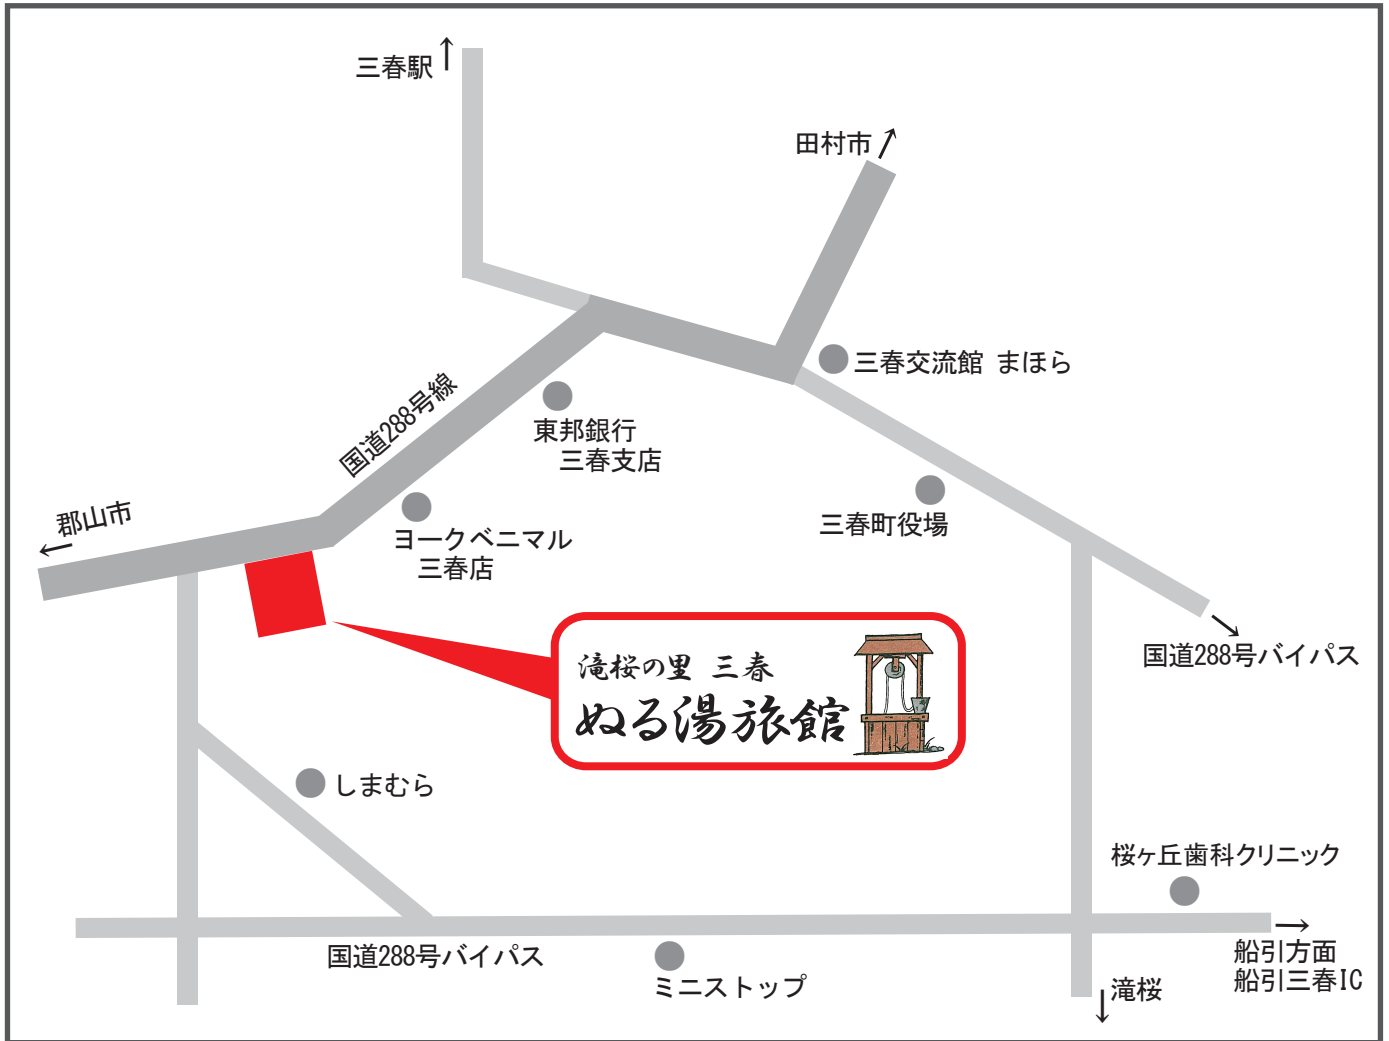 三春駅
田村市
三春交流館 まほら
国道288号線
東邦銀行
三春支店
三春町役場
郡山市
ヨークベニマル
三春店
国道288号バイパス
滝桜の里 三春
ぬる湯旅館
しまむら
桜ヶ丘歯科クリニック
国道288号バイパス
ミニストップ
船引方面
船引三春IC
滝桜